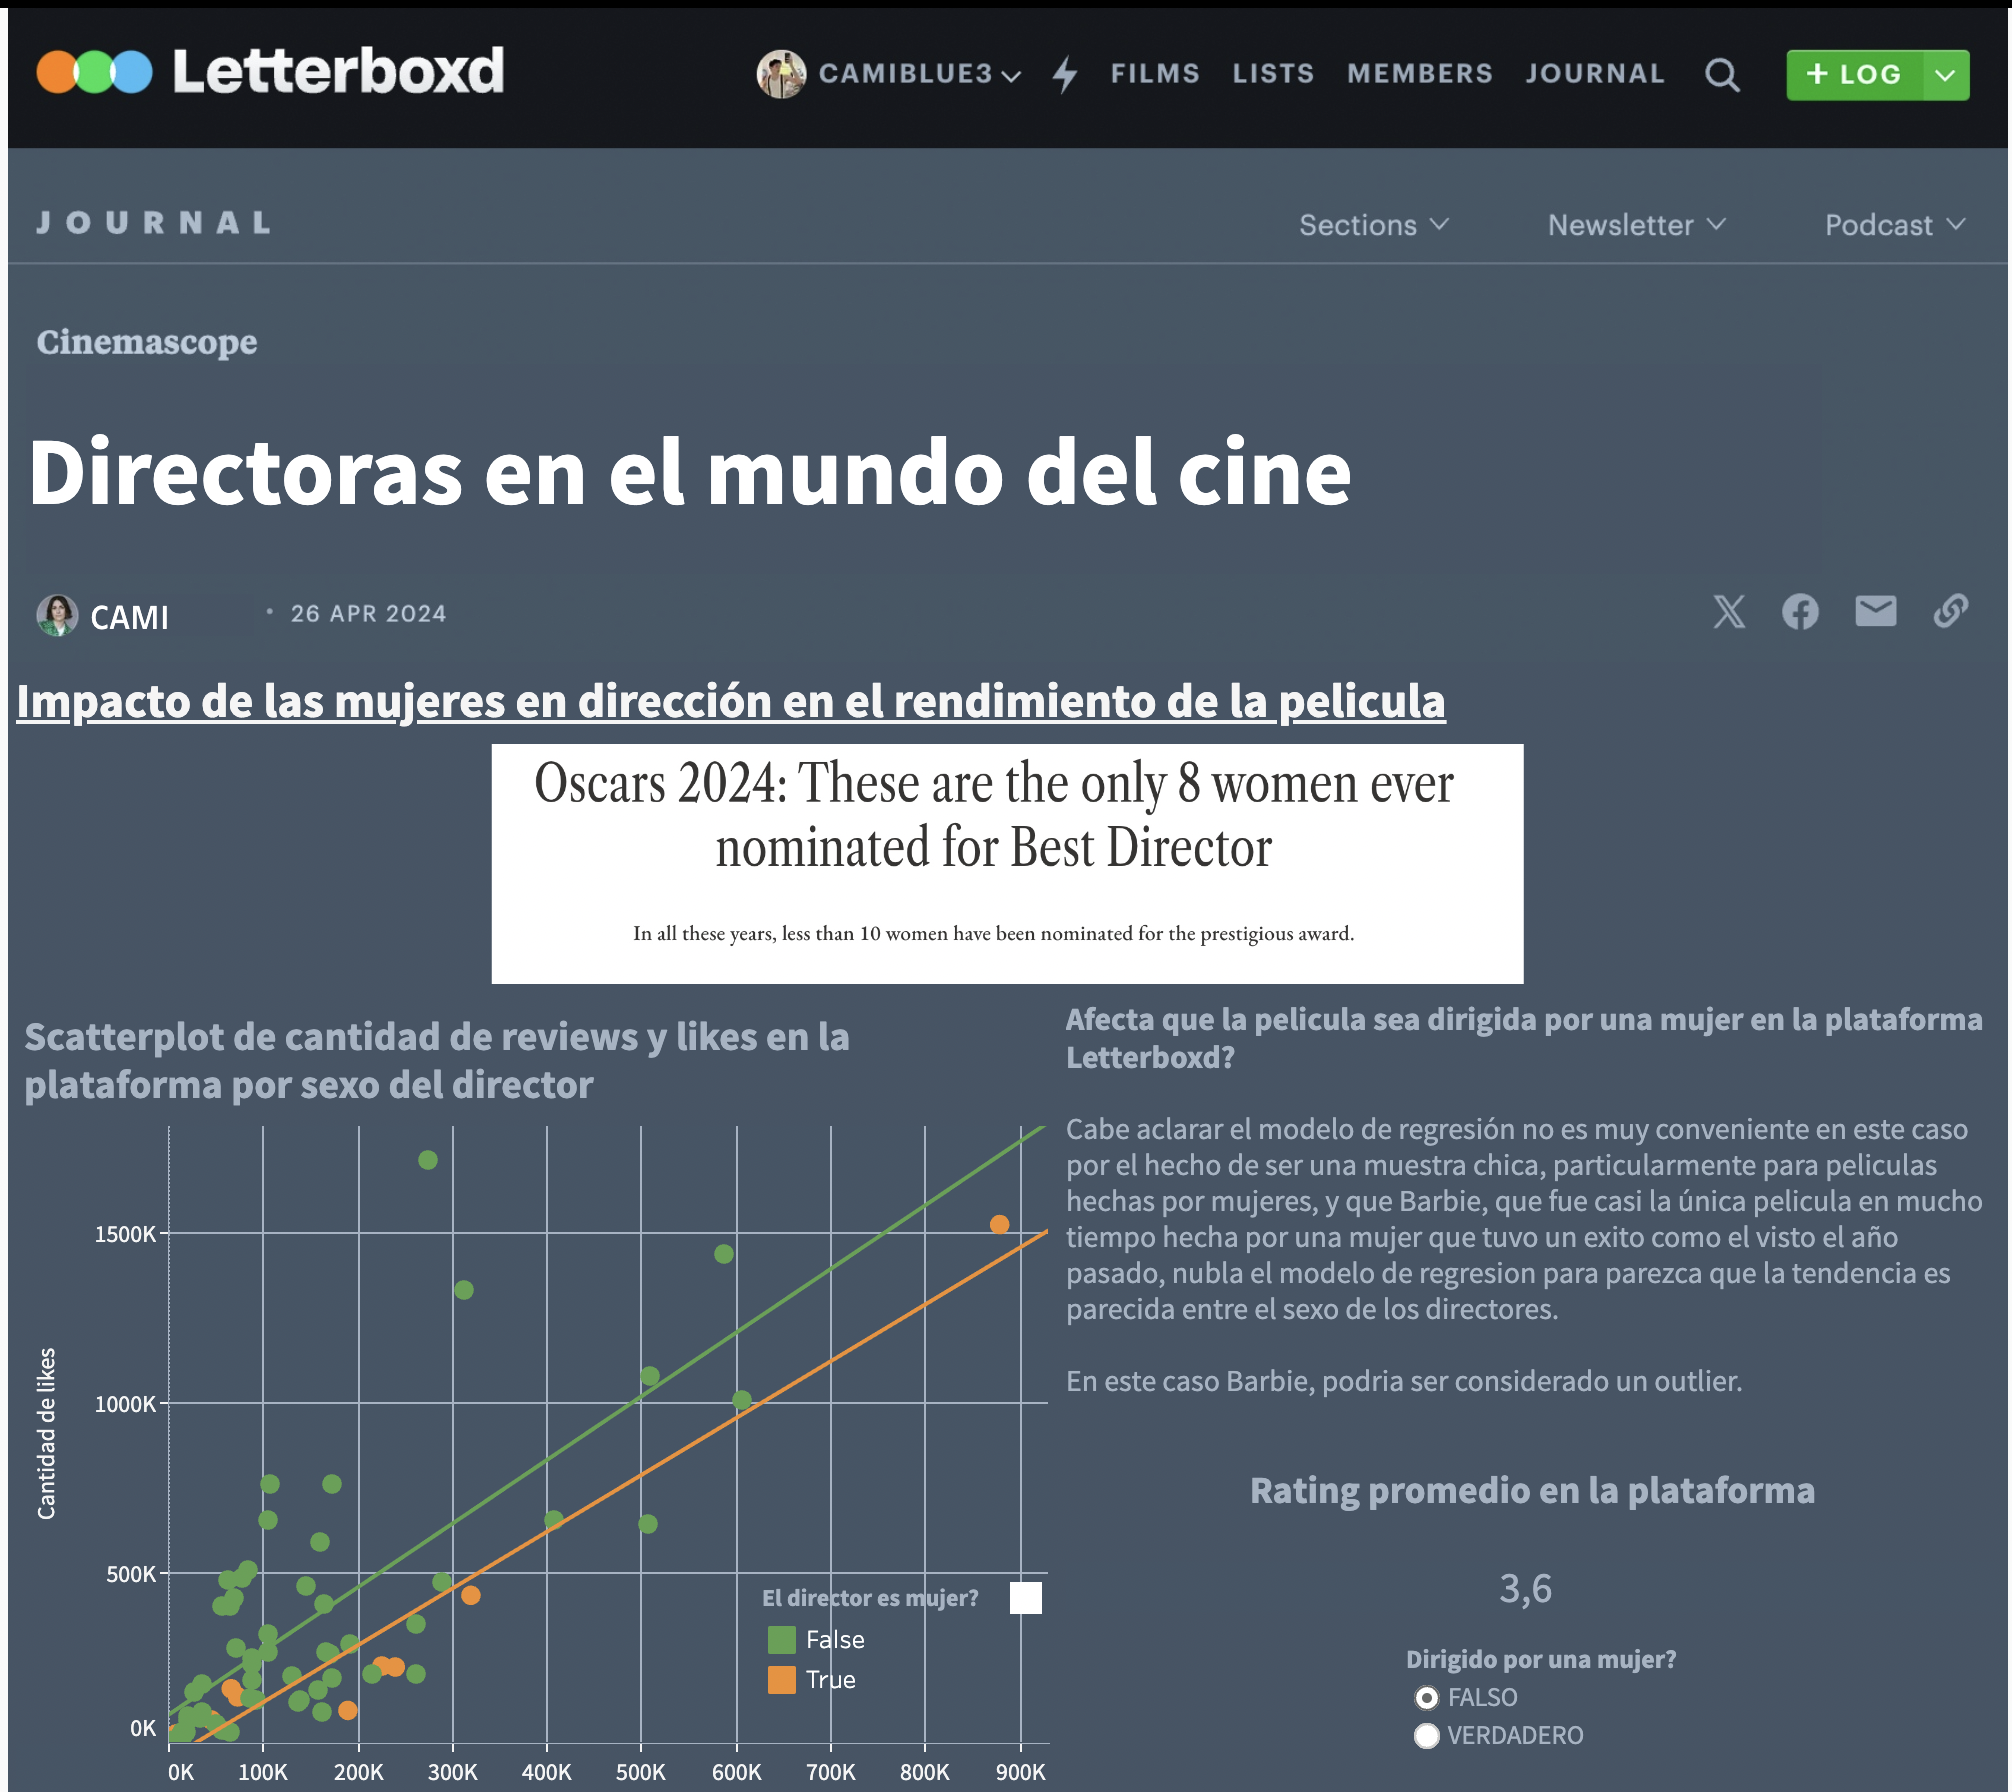 Letterboxd
CAMIBLUE3
FILMS
LISTS
MEMBERS
JOURNAL
+ LOG
JOURNAL
Sections
Newsletter
Podcast
Cinemascope
Directoras en el mundo del cine
CAMI
· 26 APR 2024
Impacto de las mujeres en dirección en el rendimiento de la pelicula
Oscars 2024: These are the only 8 women ever
nominated for Best Director
In all these years, less than 10 women have been nominated for the prestigious award.
Scatterplot de cantidad de reviews y likes en la
plataforma por sexo del director
Cantidad de likes
1500K
1000K
500K
0K
0K
100K
200K
300K
400K
500K
600K
700K
800K
900K
El director es mujer?
False
True
Afecta que la pelicula sea dirigida por una mujer en la plataforma
Letterboxd?
Cabe aclarar el modelo de regresión no es muy conveniente en este caso
por el hecho de ser una muestra chica, particularmente para peliculas
hechas por mujeres, y que Barbie, que fue casi la única pelicula en mucho
tiempo hecha por una mujer que tuvo un exito como el visto el año
pasado, nubla el modelo de regresion para parezca que la tendencia es
parecida entre el sexo de los directores.
En este caso Barbie, podria ser considerado un outlier.
Rating promedio en la plataforma
3,6
Dirigido por una mujer?
FALSO
VERDADERO